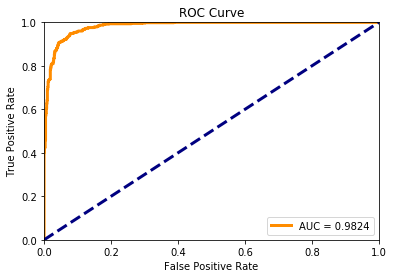 ROC Curve
1.0
0.8
0.6
0.4
0.2
0.0
True Positive Rate
AUC = 0.9824
0.0 0.2 0.4 0.6 0.8 1.0
False Positive Rate